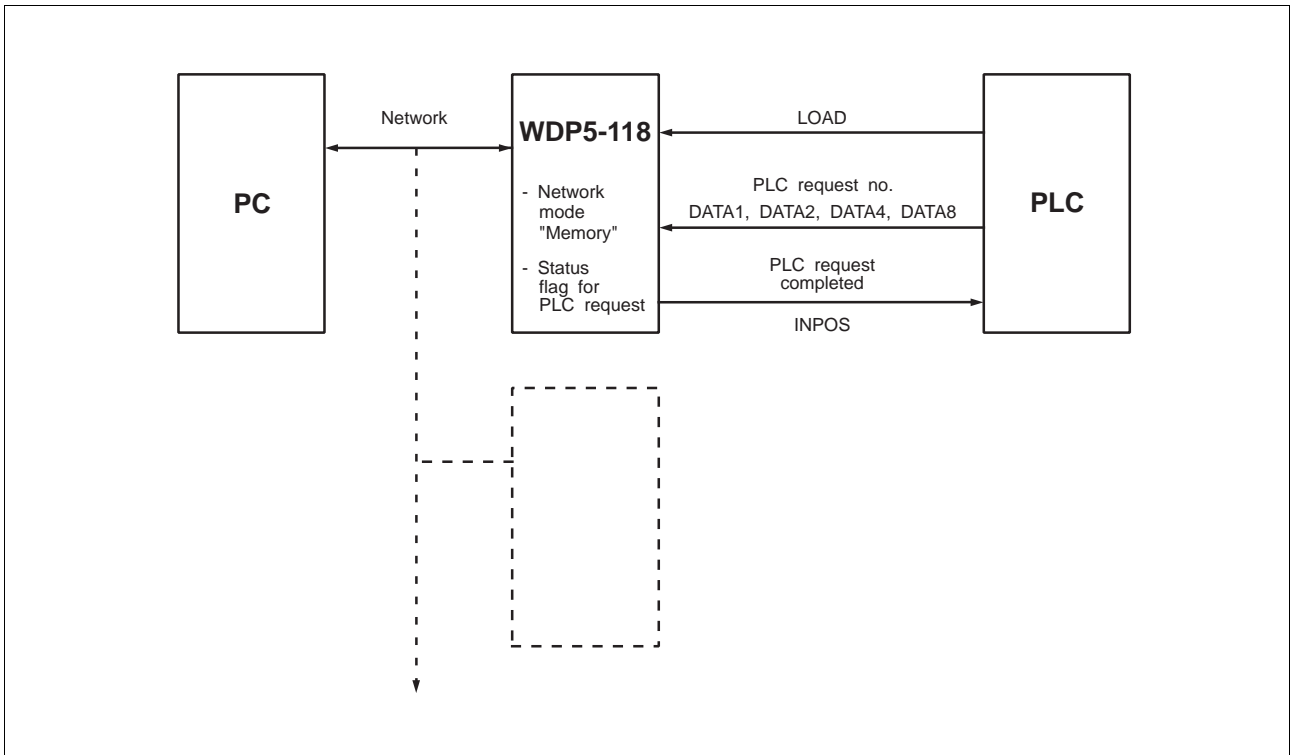 PC
Network
WDP5-118
- Network
mode
"Memory"
- Status
flag for
PLC request
LOAD
PLC request no.
DATA1, DATA2, DATA4, DATA8
PLC request
completed
INPOS
PLC